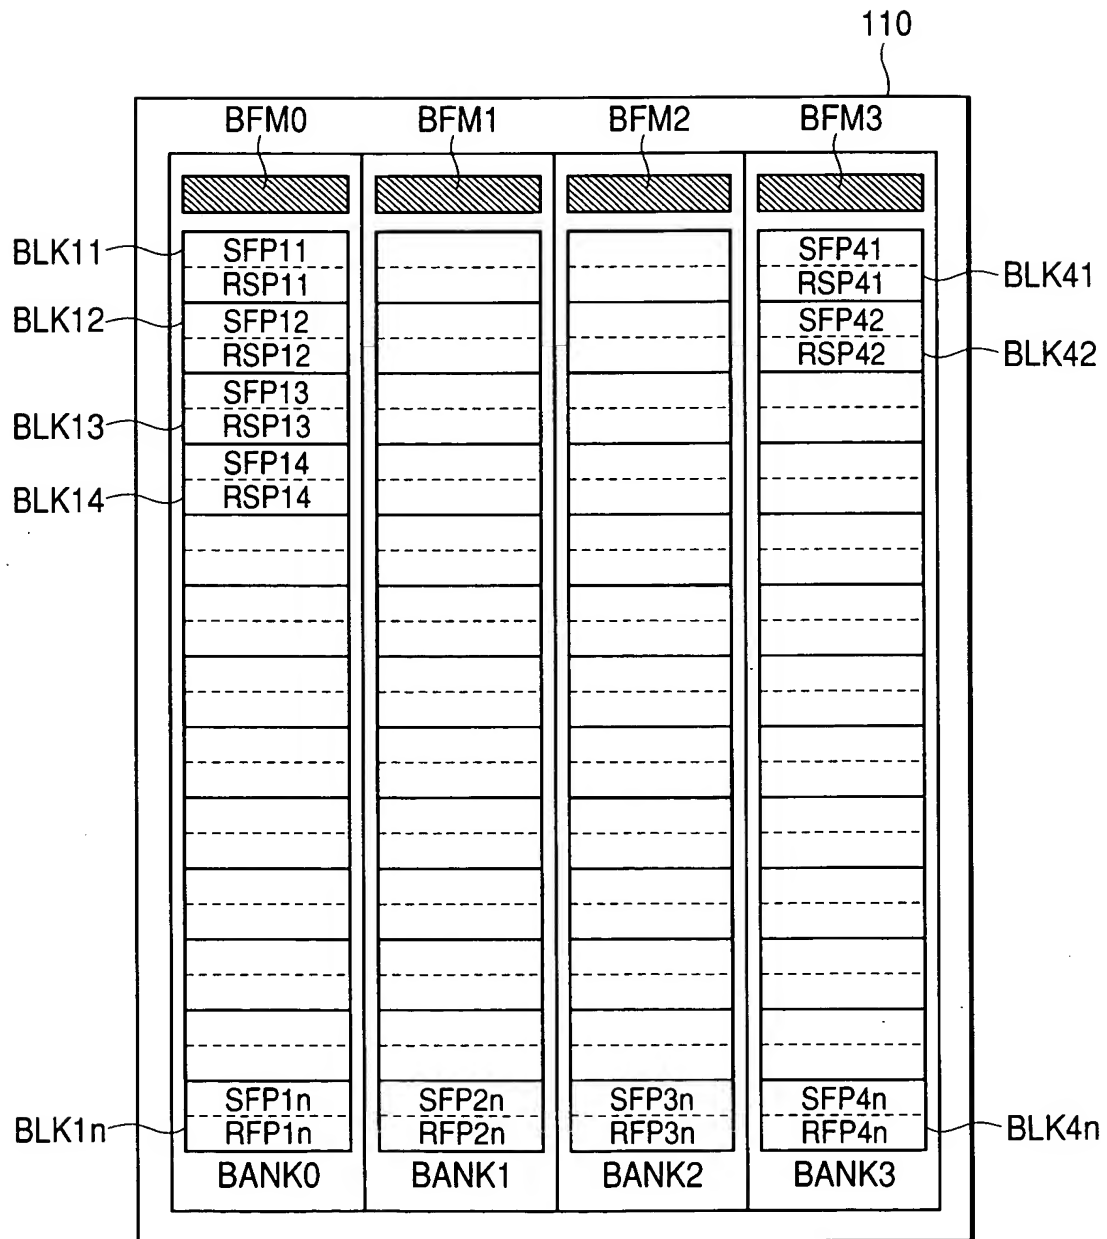 110
BFM0 BFM1 BFM2 BFM3
BLK11 SFP11 SFP41
RSP11 RSP41 BLK41
BLK12 SFP12 SFP42
RSP12 RSP42 BLK42
SFP13
BLK13 RSP13
SFP14
BLK14 RSP14
SFP1n SFP2n SFP3n SFP4n
BLK1n RFP1n RFP2n RFP3n RFP4n BLK4n
BANK0 BANK1 BANK2 BANK3